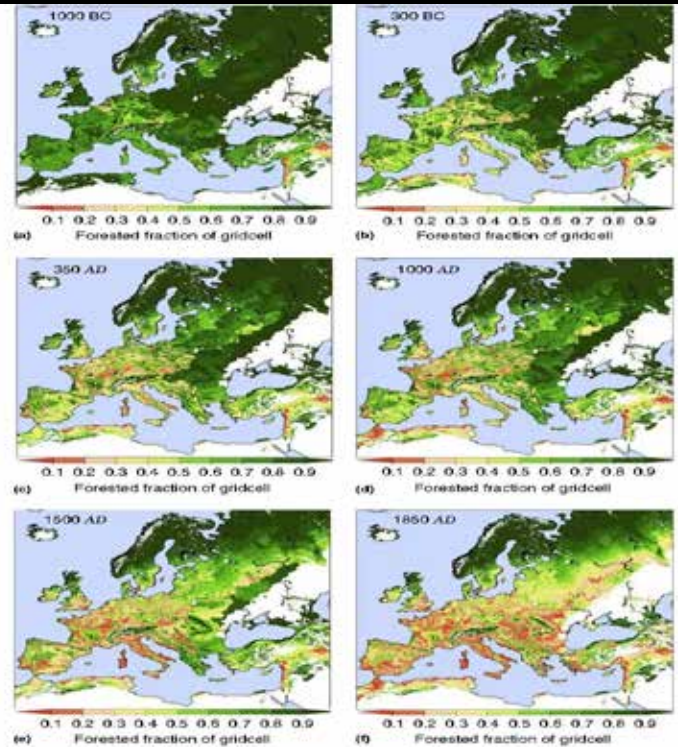 1000 BC
300 BC
0.1 0.2 0.3 0.4 0.5 0.6 0.7 0.8 0.9
0.1 0.2 0.3 0.4 0.5 0.6 0.7 0.8 0.9
(a) Forested fraction of gridcell
(b) Forested fraction of gridcell
350 AD
1000 AD
0.1 0.2 0.3 0.4 0.5 0.6 0.7 0.8 0.9
0.1 0.2 0.3 0.4 0.5 0.6 0.7 0.8 0.9
(c) Forested fraction of gridcell
(d) Forested fraction of gridcell
1500 AD
1850 AD
0.1 0.2 0.3 0.4 0.5 0.6 0.7 0.8 0.9
0.1 0.2 0.3 0.4 0.5 0.6 0.7 0.8 0.9
(e) Forested fraction of gridcell
(f) Forested fraction of gridcell